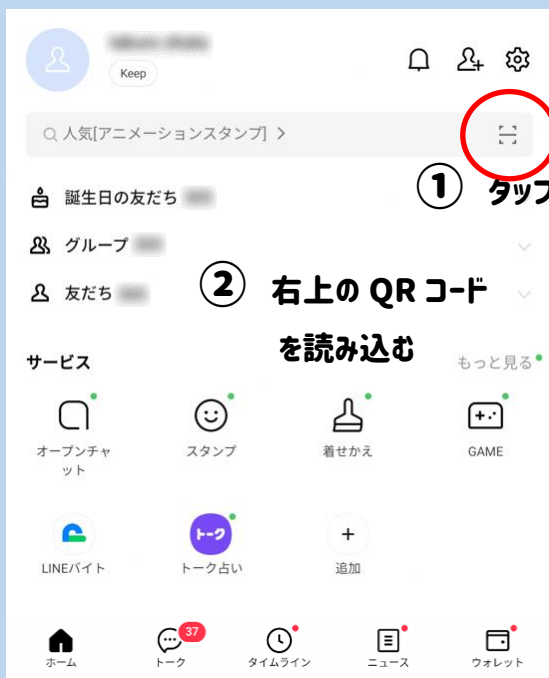 Keep
人気[アニメーションスタンプ] >
① タップ
誕生日の友だち
グループ
友だち
② 右上の QR コード
を読み込む
サービス
もっと見る
オープンチャ
ット
スタンプ
着せかえ
GAME
トーク
LINEバイト
トーク占い
追加
37
ホーム
トーク
タイムライン
ニュース
ウォレット